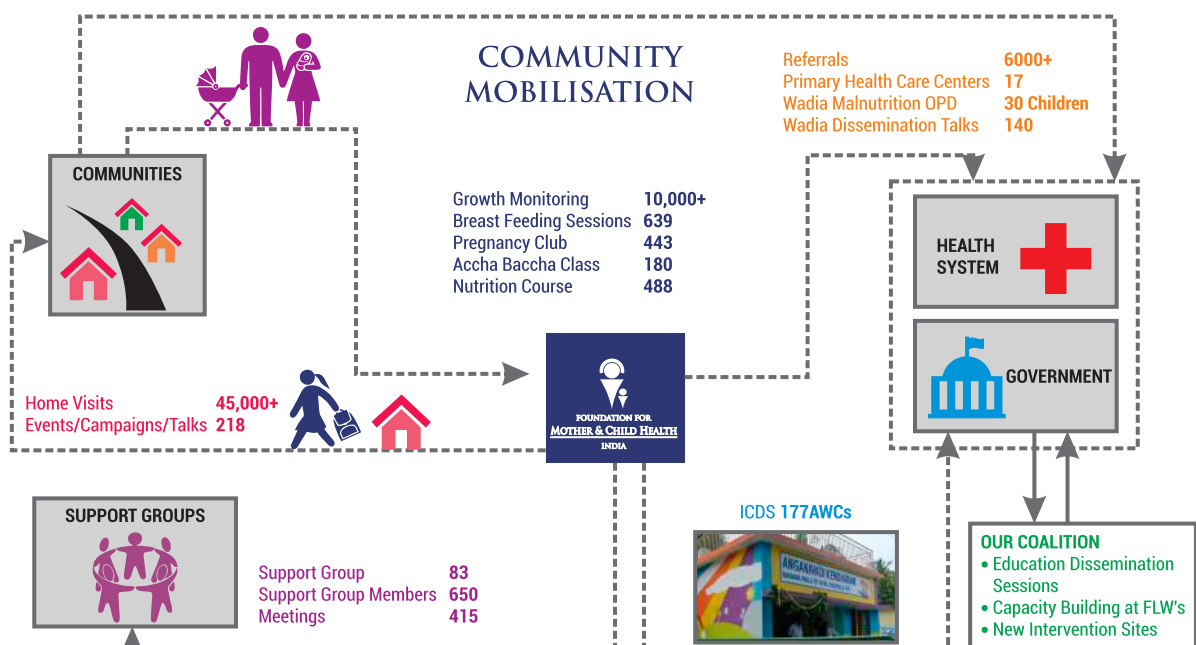 COMMUNITY
MOBILISATION
Referrals 6000+
Primary Health Care Centers 17
Wadia Malnutrition OPD 30 Children
Wadia Dissemination Talks 140
COMMUNITIES
Growth Monitoring 10,000+
Breast Feeding Sessions 639
Pregnancy Club 443
Accha Baccha Class 180
Nutrition Course 488
HEALTH
SYSTEM
GOVERNMENT
FOUNDATION FOR
MOTHER & CHILD HEALTH
INDIA
Home Visits 45,000+
Events/Campaigns/Talks 218
SUPPORT GROUPS
Support Group 83
Support Group Members 650
Meetings 415
ICDS 177AWCs
ANGANAVADI KENDHARAM
OUR COALITION
• Education Dissemination
Sessions
• Capacity Building at FLW's
• New Intervention Sites